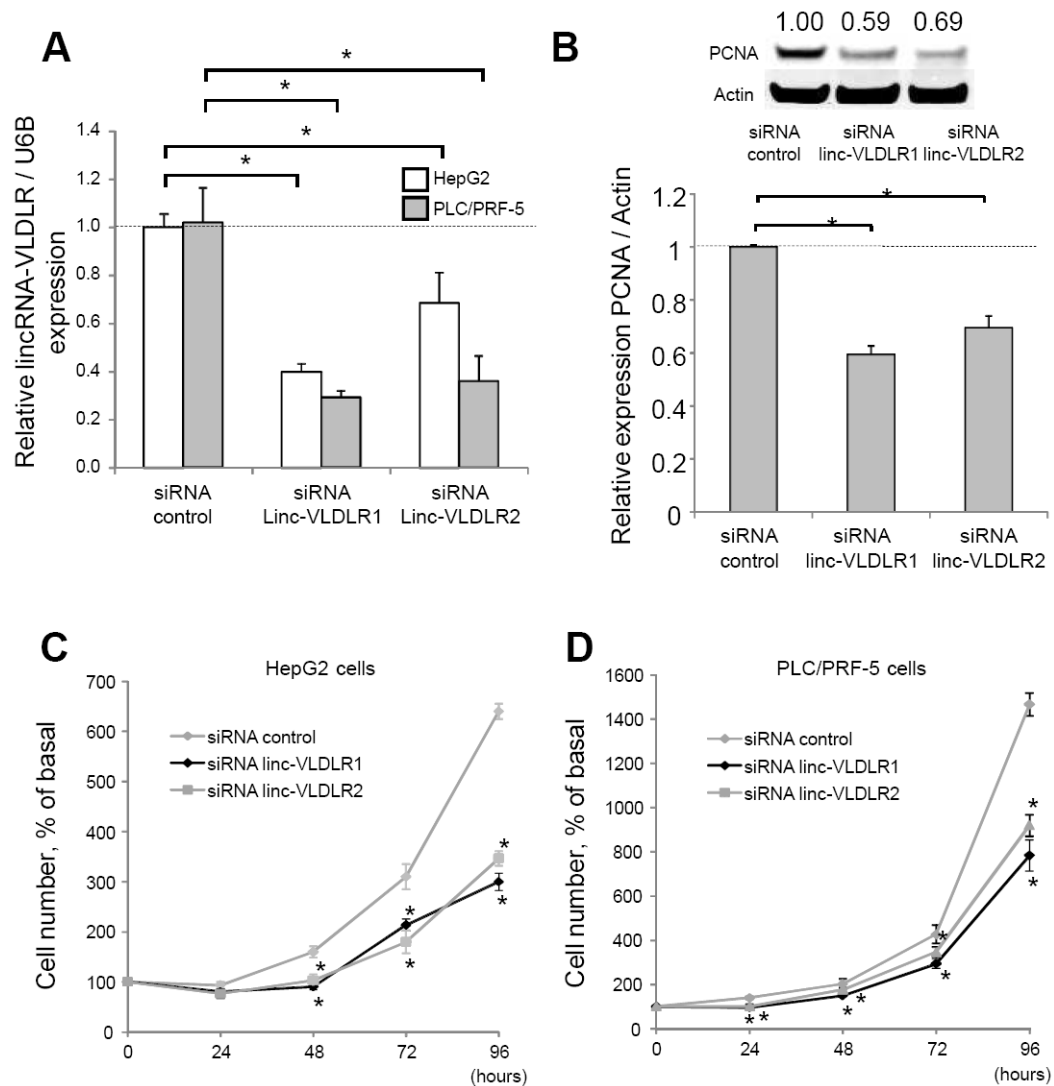 A
*
*
*
*
Relative lincRNA-VLDLR / U6B
expression
1.4
1.2
1.0
0.8
0.6
0.4
0.2
0.0
HepG2
PLC/PRF-5
siRNA
control
siRNA
Linc-VLDLR1
siRNA
Linc-VLDLR2
B
1.00 0.59 0.69
PCNA
Actin
siRNA
control
siRNA
linc-VLDLR1
siRNA
linc-VLDLR2
*
*
Relative expression PCNA / Actin
1
0.8
0.6
0.4
0.2
0
siRNA
control
siRNA
linc-VLDLR1
siRNA
linc-VLDLR2
C
HepG2 cells
Cell number, % of basal
700
600
500
400
300
200
100
0
siRNA control
siRNA linc-VLDLR1
siRNA linc-VLDLR2
*
*
*
*
*
*
0 24 48 72 96
(hours)
D
PLC/PRF-5 cells
Cell number, % of basal
1600
1400
1200
1000
800
600
400
200
0
siRNA control
siRNA linc-VLDLR1
siRNA linc-VLDLR2
*
*
*
*
* *
* *
0 24 48 72 96
(hours)